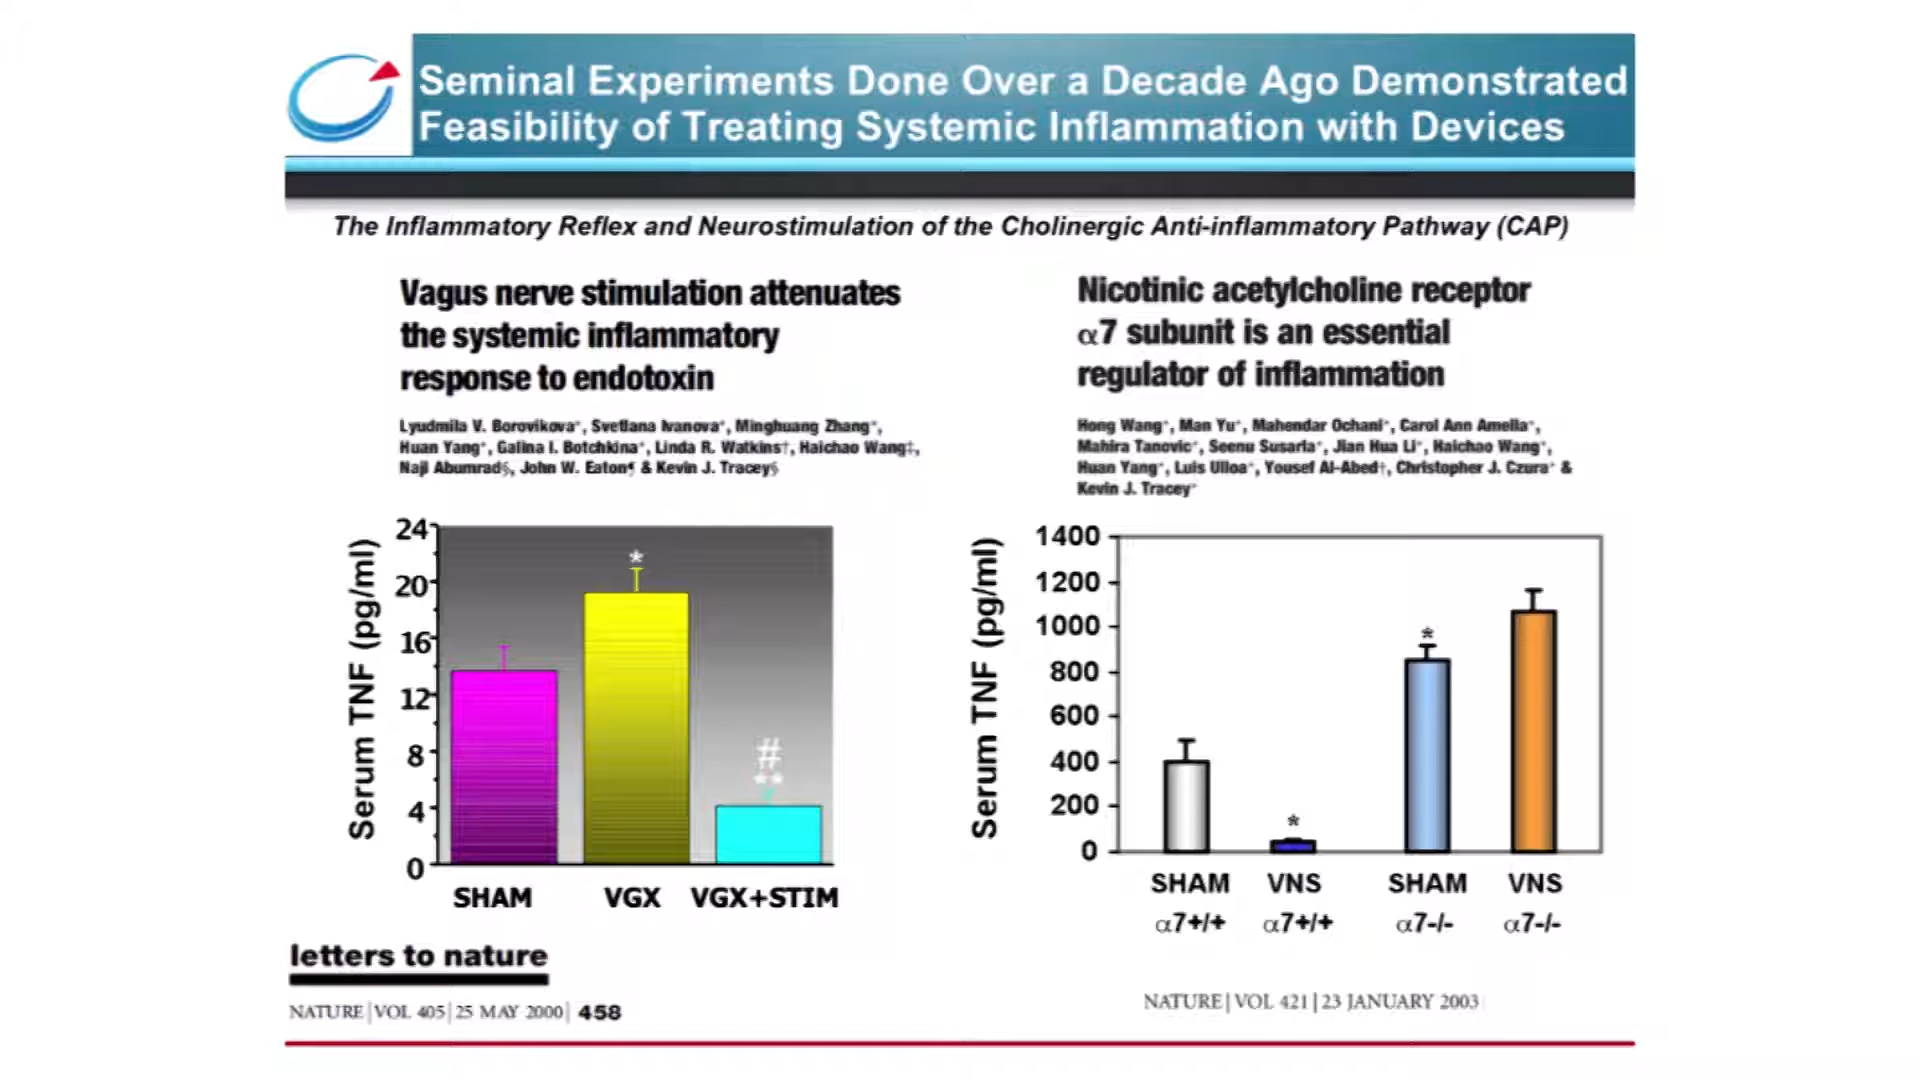 Seminal Experiments Done Over a Decade Ago Demonstrated
Feasibility of Treating Systemic Inflammation with Devices
The Inflammatory Reflex and Neurostimulation of the Cholinergic Anti-inflammatory Pathway (CAP)
Vagus nerve stimulation attenuates
the systemic inflammatory
response to endotoxin
Lyudmila V. Borovikova*, Svetlana Ivanova*, Minghuang Zhang*,
Huan Yang*, Galina I. Botchkina*, Linda R. Watkins†, Haichao Wang‡,
Naji Abumrad§, John W. Eaton¶ & Kevin J. Tracey§
Serum TNF (pg/ml)
24
20
16
12
8
4
0
*
#
**
SHAM VGX VGX+STIM
letters to nature
NATURE|VOL 405|25 MAY 2000| 458
Nicotinic acetylcholine receptor
α7 subunit is an essential
regulator of inflammation
Hong Wang*, Man Yu*, Mahendar Ochani*, Carol Ann Amella*,
Mahira Tanovic*, Seenu Susarla*, Jian Hua Li*, Haichao Wang*,
Huan Yang*, Luis Ulloa*, Yousef Al-Abed†, Christopher J. Czura* &
Kevin J. Tracey*
Serum TNF (pg/ml)
1400
1200
1000
800
600
400
200
0
*
*
SHAM VNS SHAM VNS
α7+/+ α7+/+ α7-/- α7-/-
NATURE|VOL 421|23 JANUARY 2003